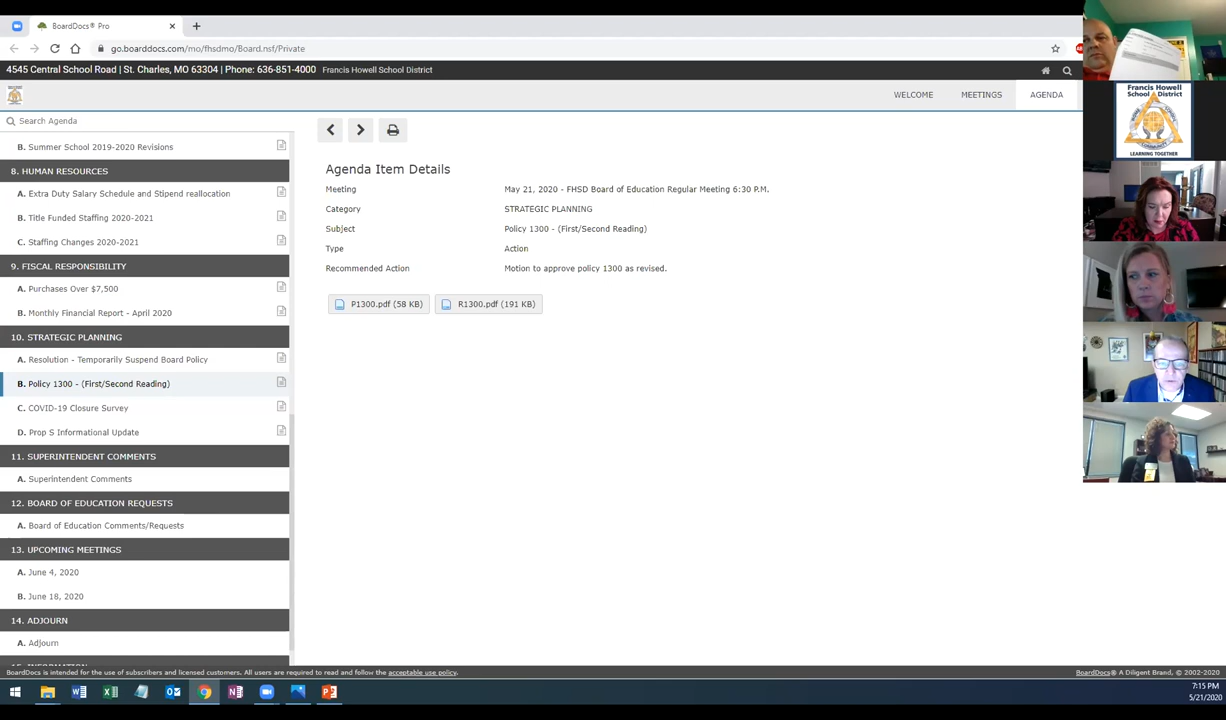 BoardDocs® Pro
go.boarddocs.com/mo/fhsdmo/Board.nsf/Private
4545 Central School Road | St. Charles, MO 63304 | Phone: 636-851-4000 Francis Howell School District
WELCOME MEETINGS AGENDA
Search Agenda
B. Summer School 2019-2020 Revisions
8. HUMAN RESOURCES
A. Extra Duty Salary Schedule and Stipend reallocation
B. Title Funded Staffing 2020-2021
C. Staffing Changes 2020-2021
9. FISCAL RESPONSIBILITY
A. Purchases Over $7,500
B. Monthly Financial Report - April 2020
10. STRATEGIC PLANNING
A. Resolution - Temporarily Suspend Board Policy
B. Policy 1300 - (First/Second Reading)
C. COVID-19 Closure Survey
D. Prop S Informational Update
11. SUPERINTENDENT COMMENTS
A. Superintendent Comments
12. BOARD OF EDUCATION REQUESTS
A. Board of Education Comments/Requests
13. UPCOMING MEETINGS
A. June 4, 2020
B. June 18, 2020
14. ADJOURN
A. Adjourn
Agenda Item Details
Meeting May 21, 2020 - FHSD Board of Education Regular Meeting 6:30 P.M.
Category STRATEGIC PLANNING
Subject Policy 1300 - (First/Second Reading)
Type Action
Recommended Action Motion to approve policy 1300 as revised.
P1300.pdf (58 KB) R1300.pdf (191 KB)
Francis Howell
School District
LEARNING TOGETHER
BoardDocs is intended for the use of subscribers and licensed customers. All users are required to read and follow the acceptable use policy.
BoardDocs® A Diligent Brand, © 2002-2020
7:15 PM
5/21/2020